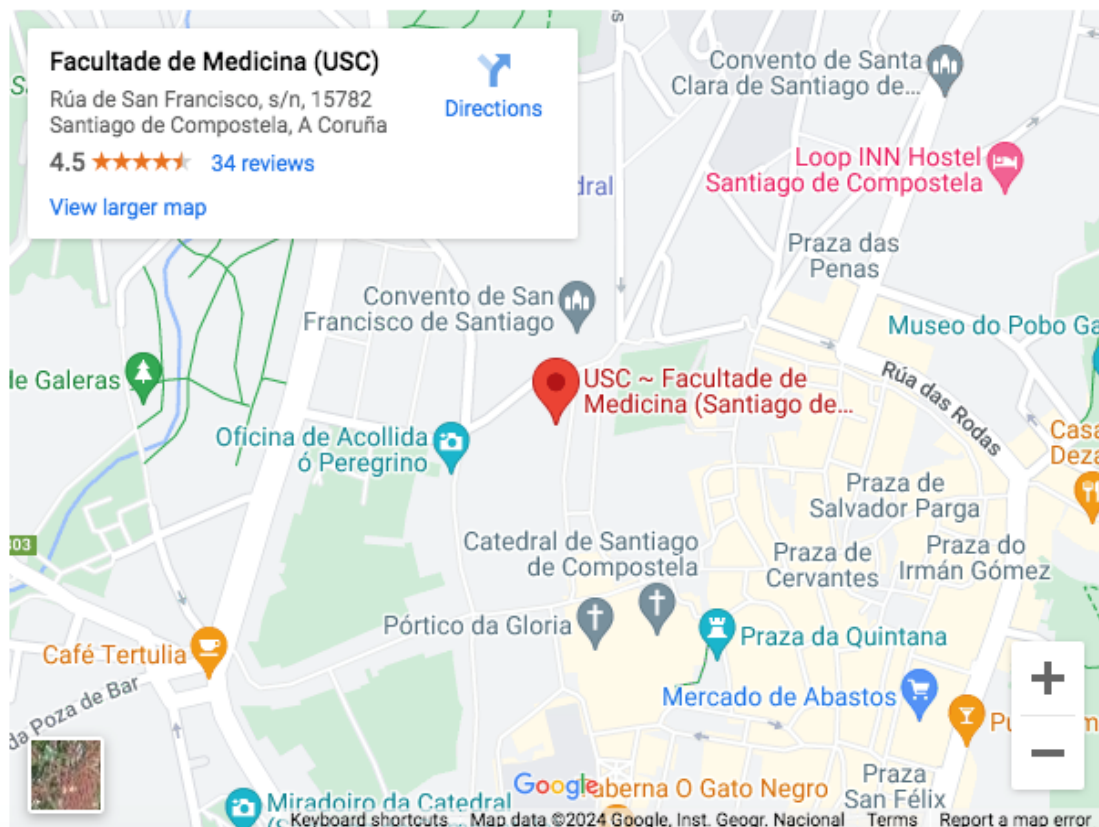 Facultade de Medicina (USC)
Rúa de San Francisco, s/n, 15782
Santiago de Compostela, A Coruña
4.5
34 reviews
View larger map
Directions
Convento de Santa
Clara de Santiago de...
Loop INN Hostel
Santiago de Compostela
dral
Praza das
Penas
Convento de San
Francisco de Santiago
Museo do Pobo Ga
de Galeras
USC ~ Facultade de
Medicina (Santiago de...
Rúa das Rodas
Oficina de Acollida
ó Peregrino
Casa
Deza
Praza de
Salvador Parga
Catedral de Santiago
de Compostela
Praza de
Cervantes
Praza do
Irmán Gómez
303
Pórtico da Gloria
Praza da Quintana
Café Tertulia
da Poza de Bar
Mercado de Abastos
Pu
m
Praza
San Félix
Google
aberna O Gato Negro
Miradoiro da Catedral
Keyboard shortcuts
Map data ©2024 Google, Inst. Geogr. Nacional
Terms
Report a map error